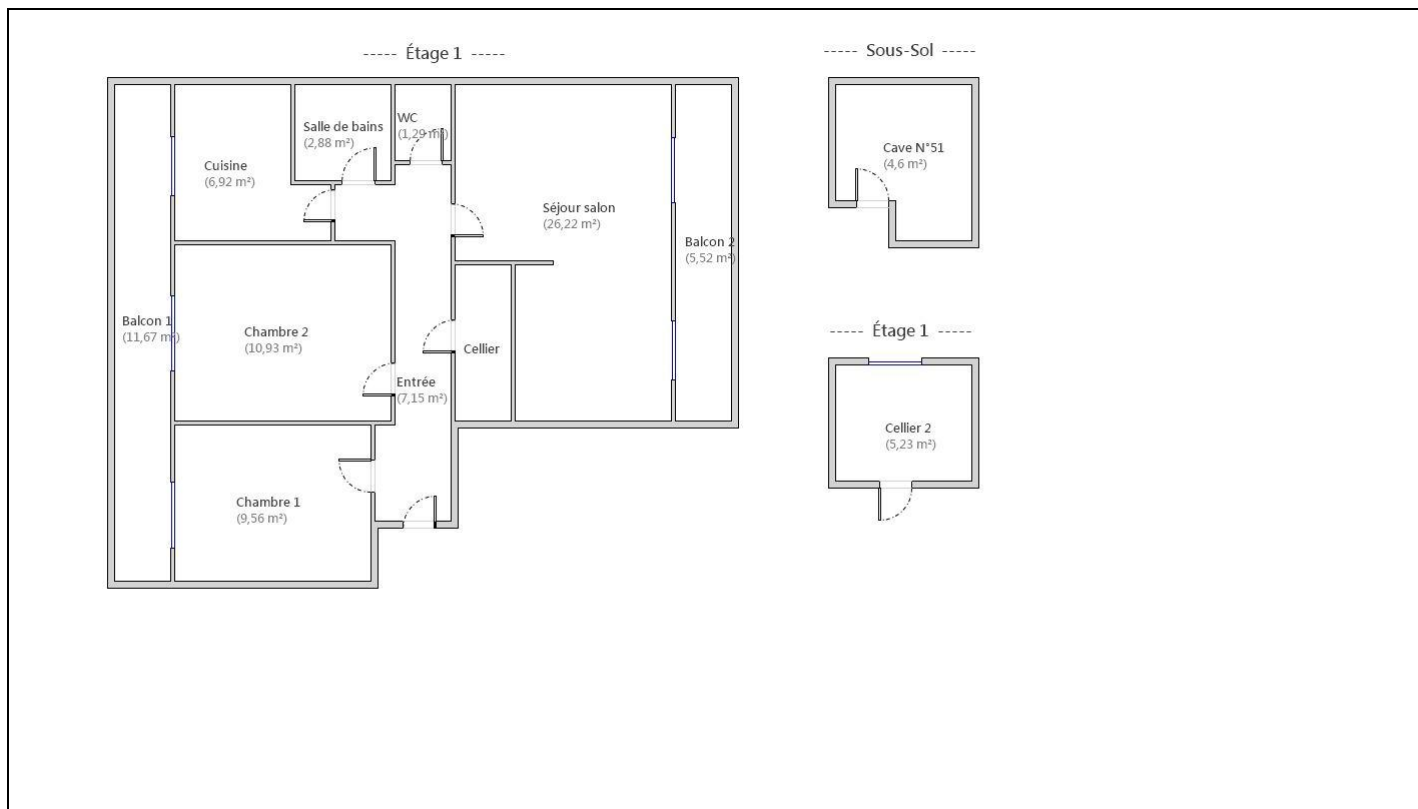 ----- Étage 1 -----
Salle de bains
(2,88 m²)
WC
(1,29 m²)
Cuisine
(6,92 m²)
Séjour salon
(26,22 m²)
Balcon 2
(5,52 m²)
Balcon 1
(11,67 m²)
Chambre 2
(10,93 m²)
Cellier
Entrée
(7,15 m²)
Chambre 1
(9,56 m²)
----- Sous-Sol -----
Cave N°51
(4,6 m²)
----- Étage 1 -----
Cellier 2
(5,23 m²)